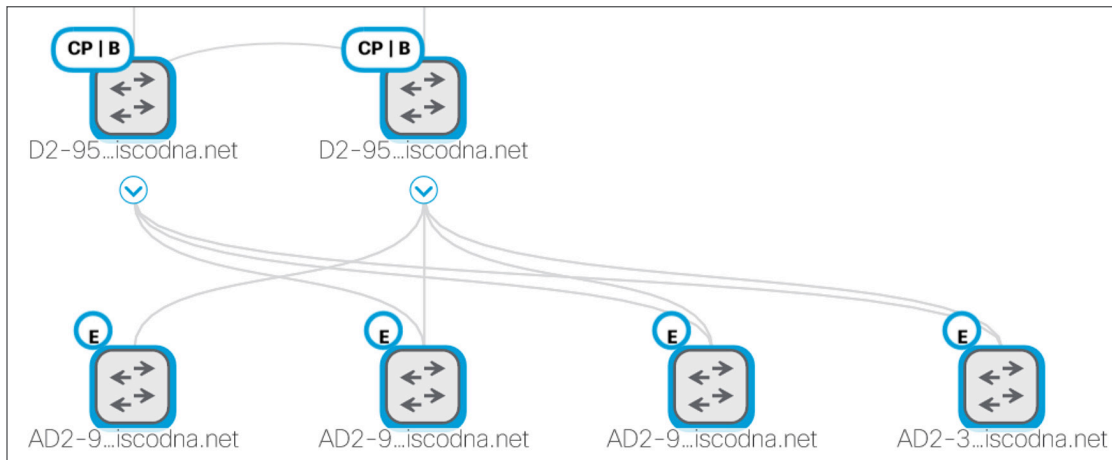 CP | B
CP | B
D2-95...iscodna.net
D2-95...iscodna.net
E
E
E
E
AD2-9...iscodna.net
AD2-9...iscodna.net
AD2-9...iscodna.net
AD2-3...iscodna.net